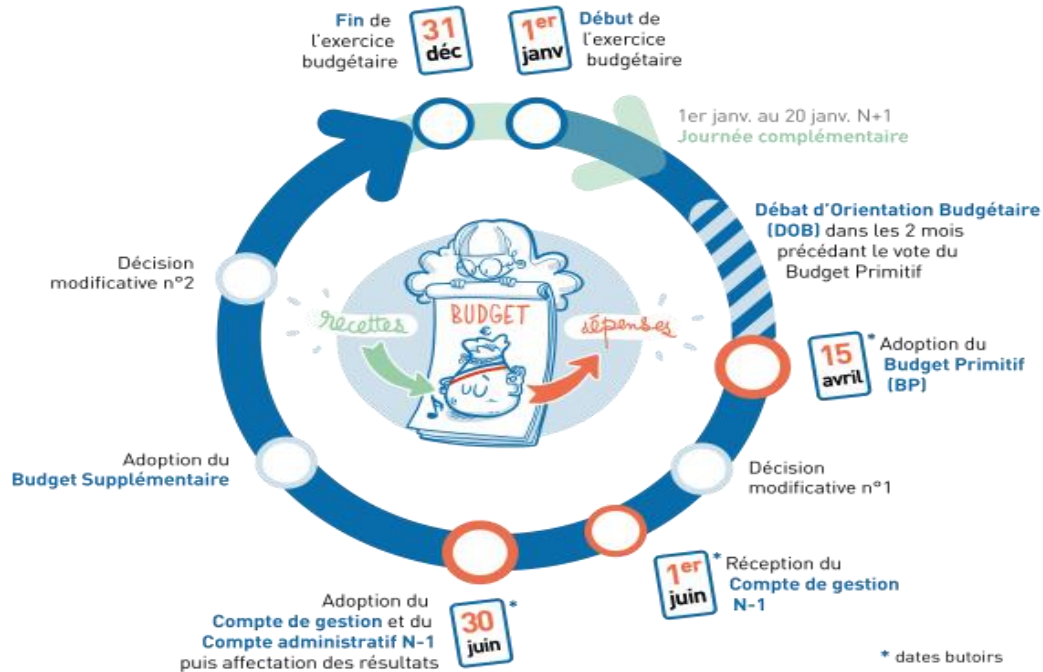 Fin de
l'exercice
budgétaire
31
déc
1er
janv
Début de
l'exercice
budgétaire
1er janv. au 20 janv. N+1
Journée complémentaire
Débat d'Orientation Budgétaire
(DOB) dans les 2 mois
précédant le vote du
Budget Primitif
15
avril
* Adoption du
Budget Primitif
(BP)
Décision
modificative n°1
1er
juin
* Réception du
Compte de gestion
N-1
30
juin
*
Adoption du
Compte de gestion et du
Compte administratif N-1
puis affectation des résultats
Adoption du
Budget Supplémentaire
Décision
modificative n°2
recettes
BUDGET
€
dépenses
* dates butoirs